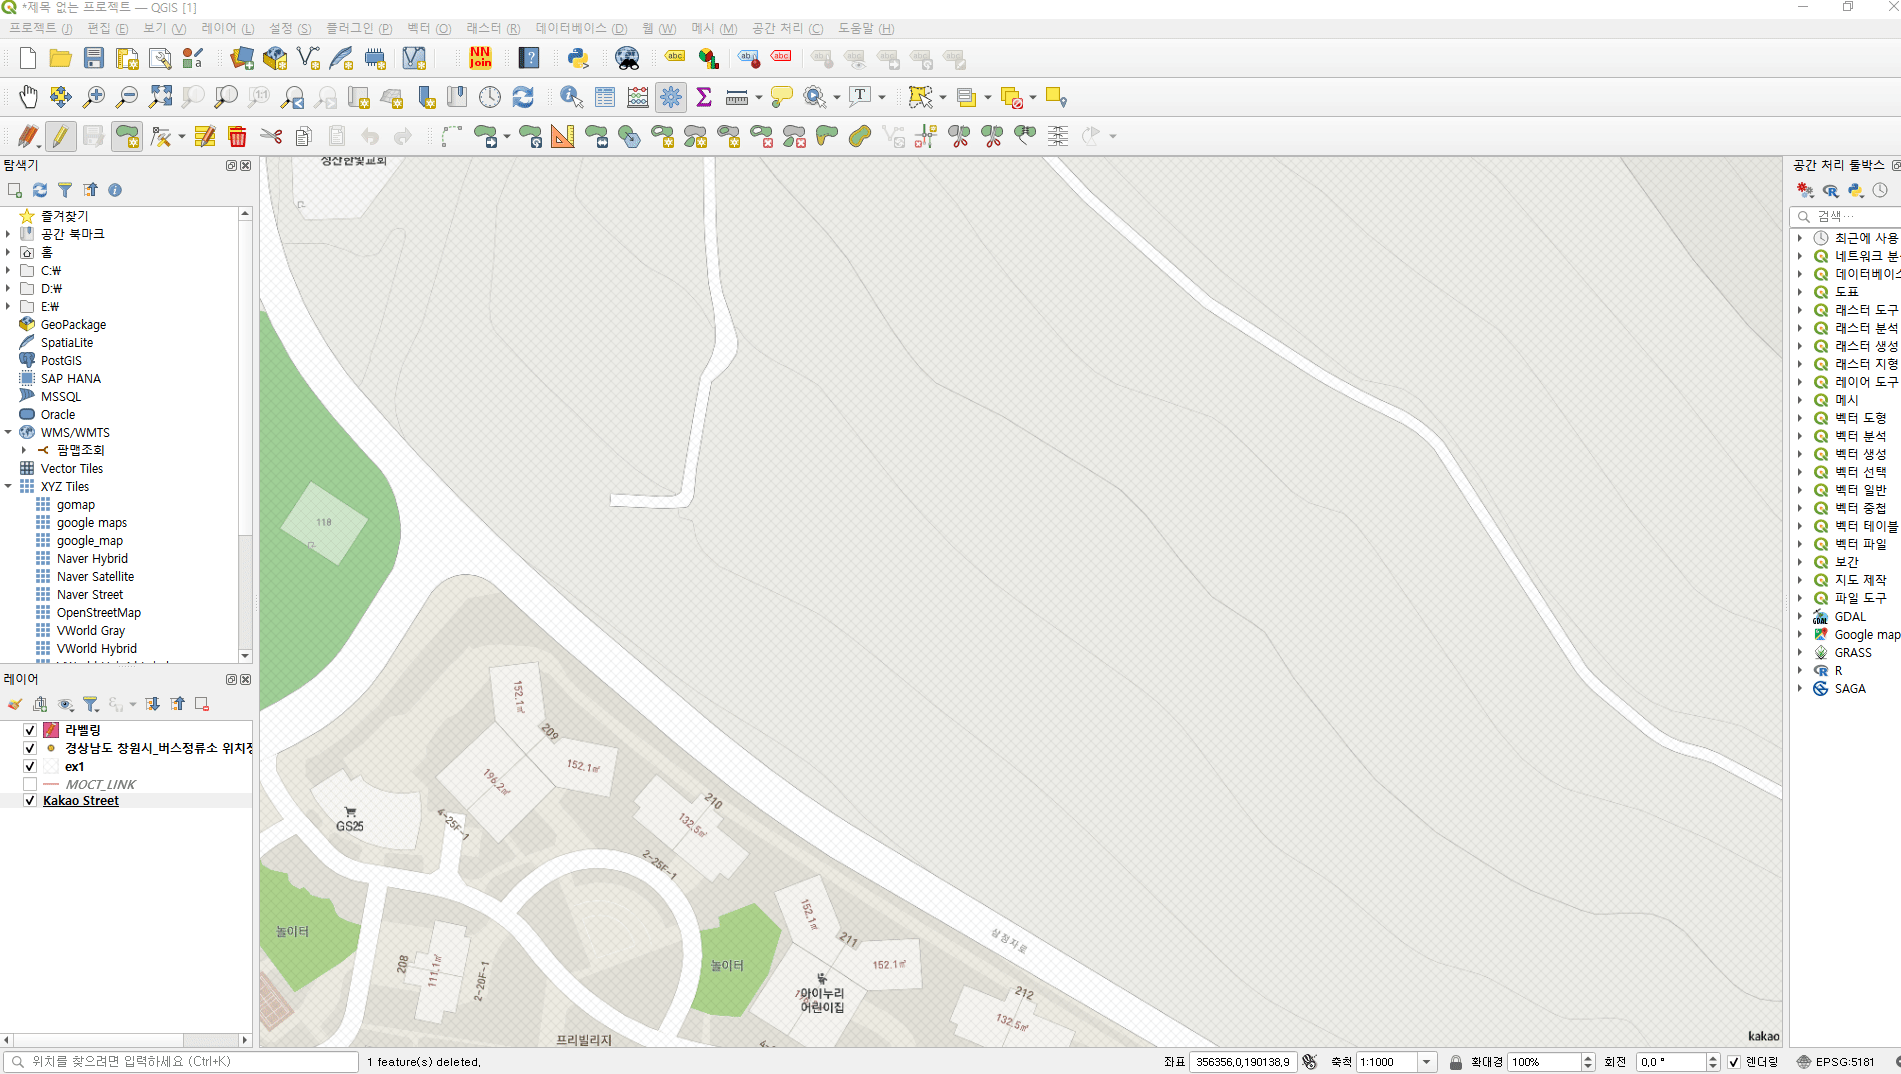 *제목 없는 프로젝트 — QGIS [1]
프로젝트 (J) 편집 (E) 보기 (V) 레이어 (L) 설정 (S) 플러그인 (P) 벡터 (O) 래스터 (R) 데이터베이스 (D) 웹 (W) 메시 (M) 공간 처리 (C) 도움말 (H)
NN Join
abc abc abc
1:1
탐색기
즐겨찾기
공간 북마크
홈
C:₩
D:₩
E:₩
GeoPackage
SpatiaLite
PostGIS
SAP HANA
MSSQL
Oracle
WMS/WMTS
팜맵조회
Vector Tiles
XYZ Tiles
gomap
google maps
google_map
Naver Hybrid
Naver Satellite
Naver Street
OpenStreetMap
VWorld Gray
VWorld Hybrid
레이어
라벨링
경상남도 창원시_버스정류소 위치정
ex1
MOCT_LINK
Kakao Street
성산한빛교회
118
152.1㎡
209
152.1㎡
196.2㎡
210
132.5㎡
GS25
4-25F-1
2-25F-1
놀이터
208
111.1㎡
2-20F-1
152.1㎡
211
152.1㎡
놀이터
아이누리
어린이집
212
132.5㎡
프리빌리지
삼정자로
kakao
공간 처리 툴박스
검색…
최근에 사용
네트워크 분
데이터베이스
도표
래스터 도구
래스터 분석
래스터 생성
래스터 지형
레이어 도구
메시
벡터 도형
벡터 분석
벡터 생성
벡터 선택
벡터 일반
벡터 중첩
벡터 테이블
벡터 파일
보간
지도 제작
파일 도구
GDAL
Google map
GRASS
R
SAGA
위치를 찾으려면 입력하세요 (Ctrl+K) 1 feature(s) deleted. 좌표 356356,0,190138,9 축척 1:1000 확대경 100% 회전 0,0 ° 렌더링 EPSG:5181